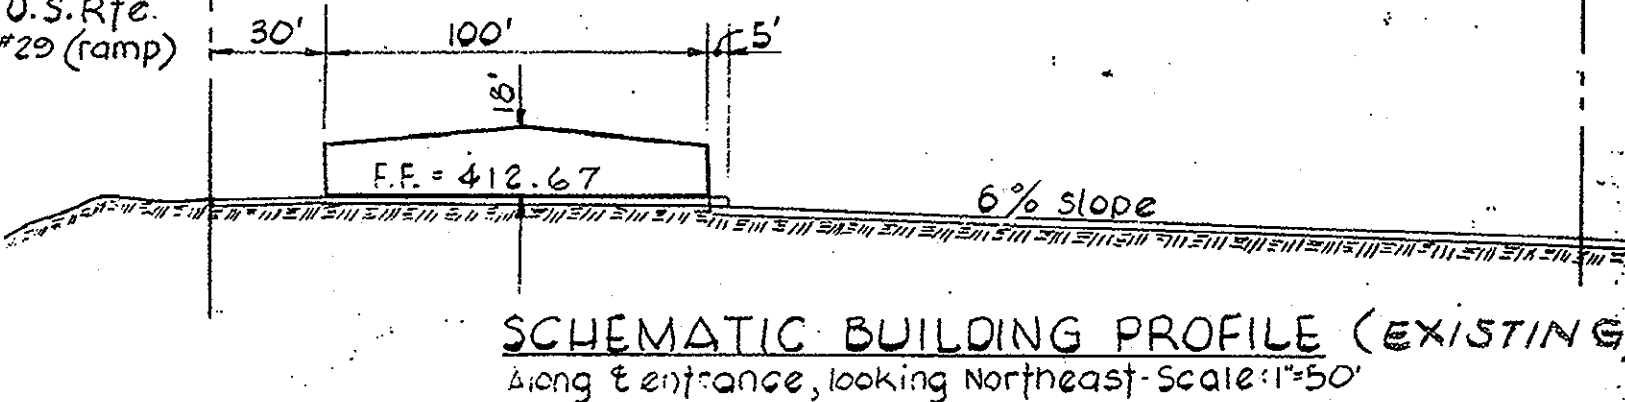 U.S. Rte.
#29 (ramp)
30'
100'
5'
18'
F.F. = 412.67
6% slope
SCHEMATIC BUILDING PROFILE (EXISTING
Along ℄ entrance, looking Northeast-Scale: 1"=50'